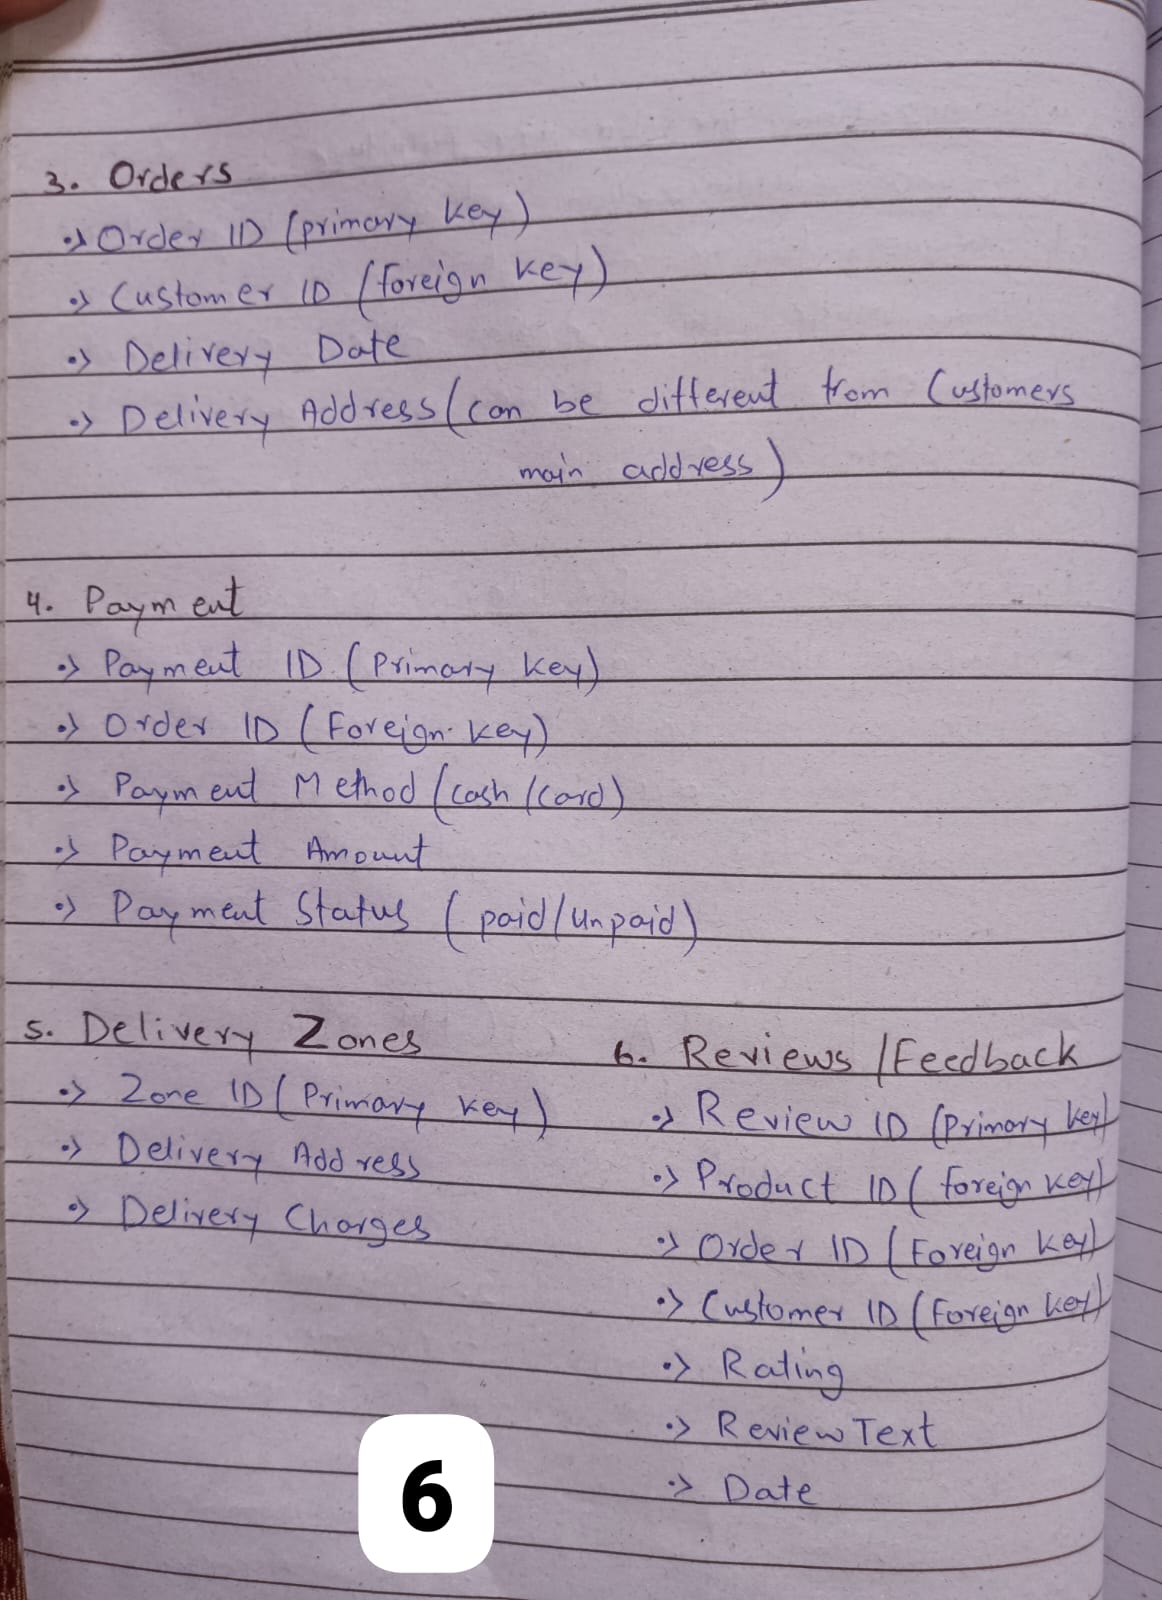 3. Orders
•> Order ID (primary key)
•> Customer ID (foreign key)
•> Delivery Date
•> Delivery Address (can be different from Customers
main address)
4. Payment
•> Payment ID (Primary key)
•> Order ID (Foreign key)
•> Payment Method (cash/card)
•> Payment Amount
•> Payment Status (paid/unpaid)
5. Delivery Zones
•> Zone ID (Primary key)
•> Delivery Address
•> Delivery Charges
6. Reviews/Feedback
•> Review ID (Primary key)
•> Product ID (foreign key)
•> Order ID (Foreign key)
•> Customer ID (Foreign key)
•> Rating
•> Review Text
•> Date
6